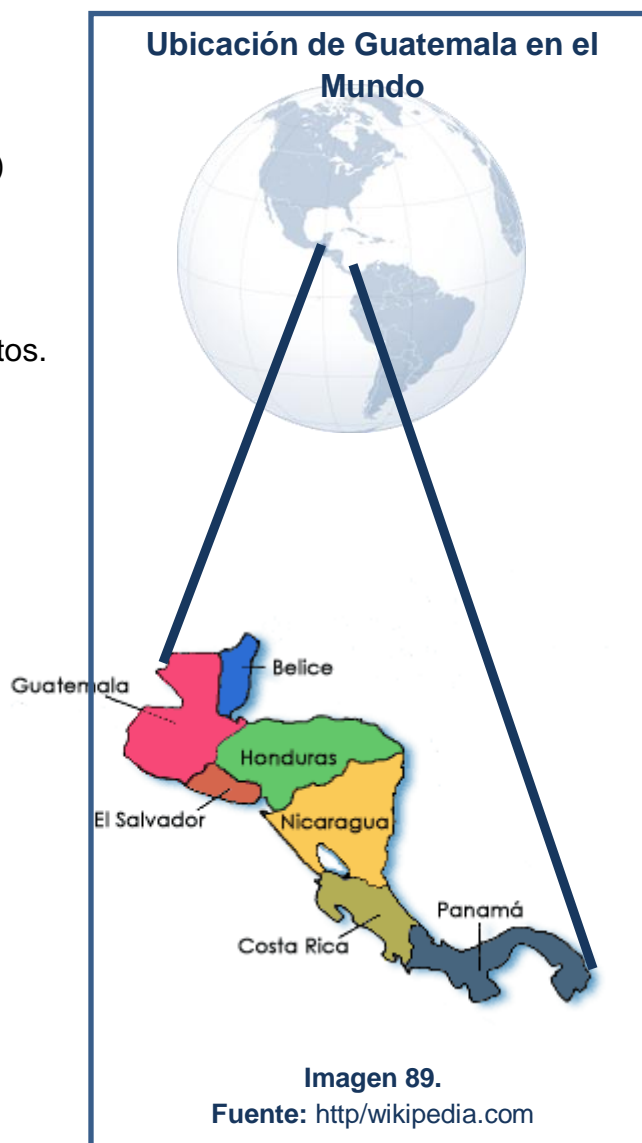 Ubicación de Guatemala en el
Mundo
)
tos.
Belice
Guatemala
Honduras
El Salvador
Nicaragua
Panamá
Costa Rica
Imagen 89.
Fuente: http/wikipedia.com